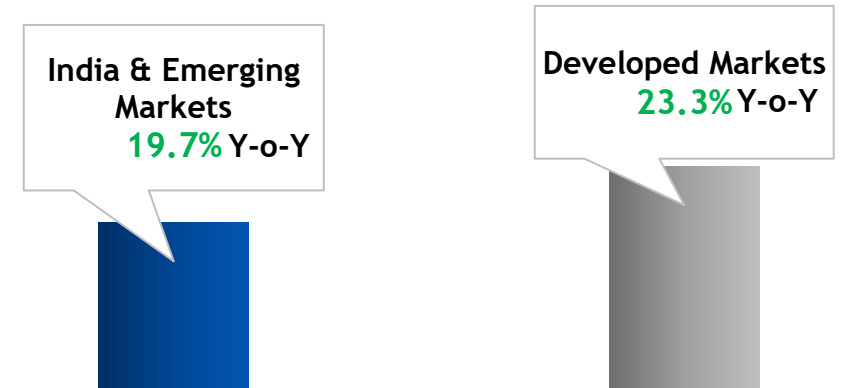 India & Emerging
Markets
19.7% Y-o-Y
Developed Markets
23.3% Y-o-Y